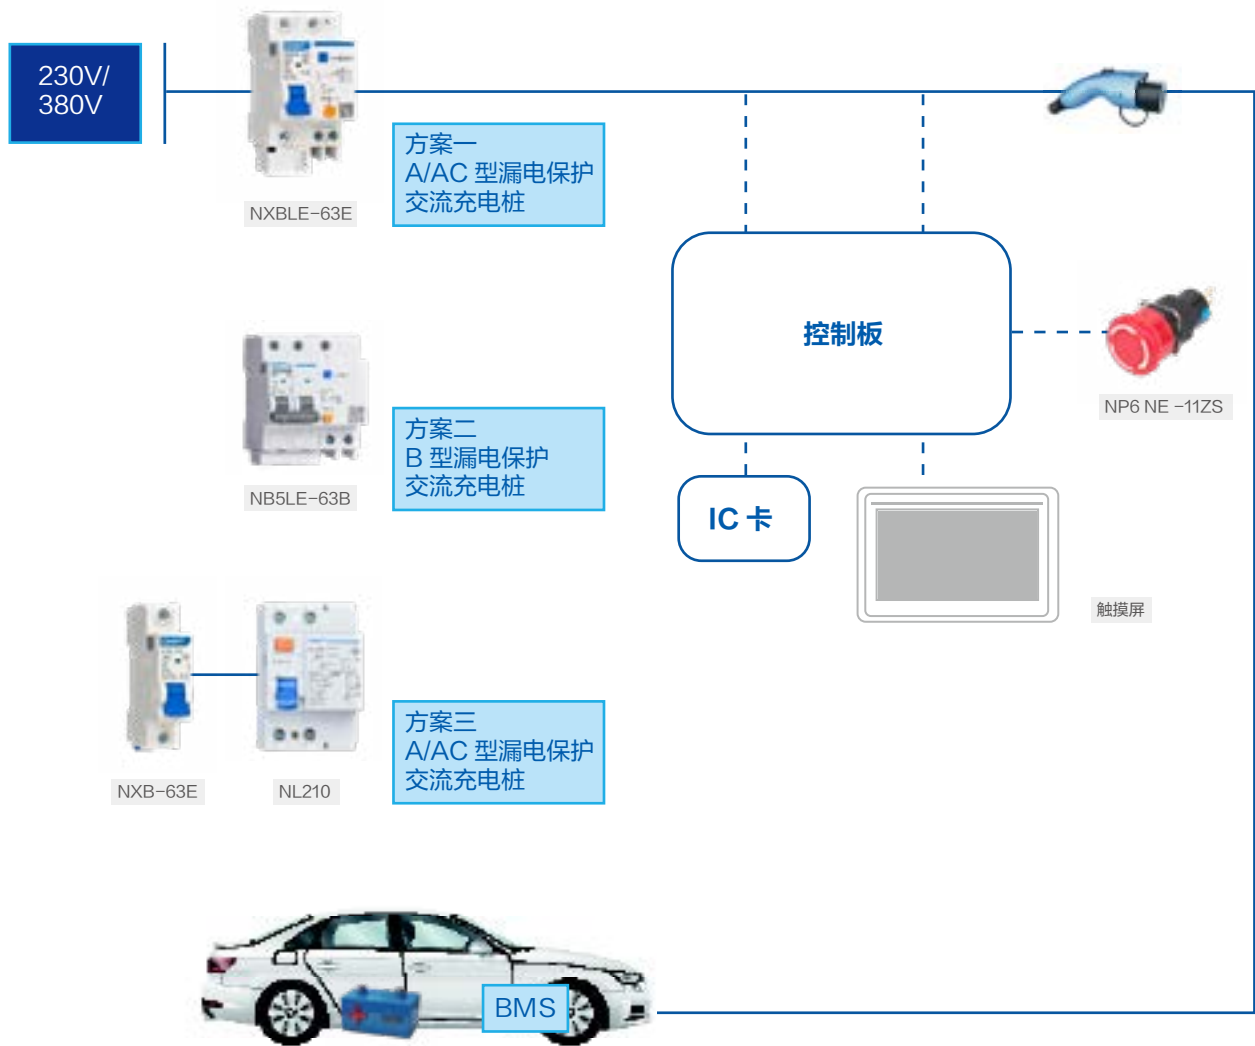 230V/
380V
NXBLE-63E
方案一
A/AC 型漏电保护
交流充电桩
控制板
NP6 NE -11ZS
NB5LE-63B
方案二
B 型漏电保护
交流充电桩
IC 卡
触摸屏
NXB-63E
NL210
方案三
A/AC 型漏电保护
交流充电桩
BMS